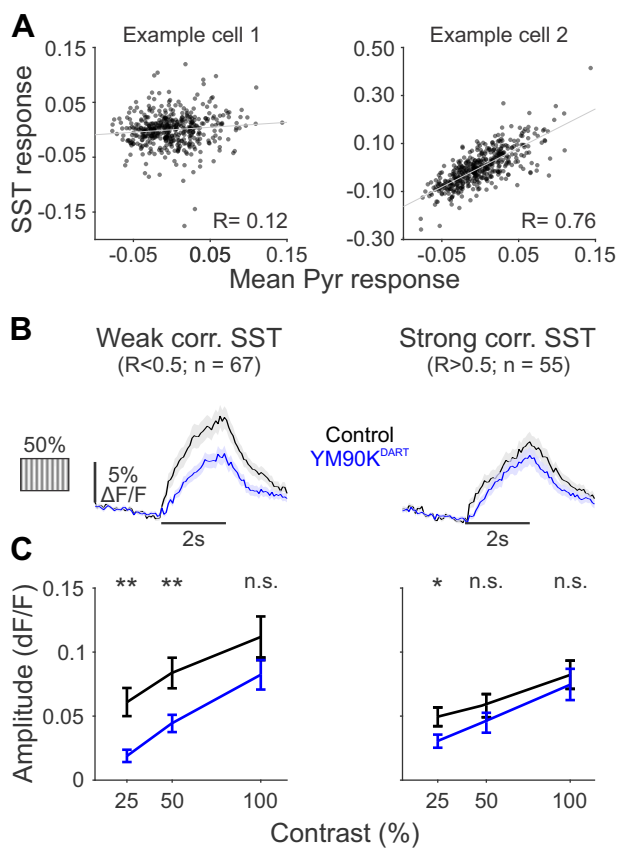 A
Example cell 1
Example cell 2
SST response
0.15
0.05
-0.05
-0.15
R= 0.12
-0.05
0.05
0.15
0.50
0.30
0.10
-0.10
-0.30
R= 0.76
-0.05
0.05
0.15
Mean Pyr response
B
Weak corr. SST
(R<0.5; n = 67)
Strong corr. SST
(R>0.5; n = 55)
50%
5%
ΔF/F
Control
YM90K^DART
2s
2s
C
Amplitude (dF/F)
0.15
0.1
0.05
0
** ** n.s.
* n.s. n.s.
25 50 100
25 50 100
Contrast (%)